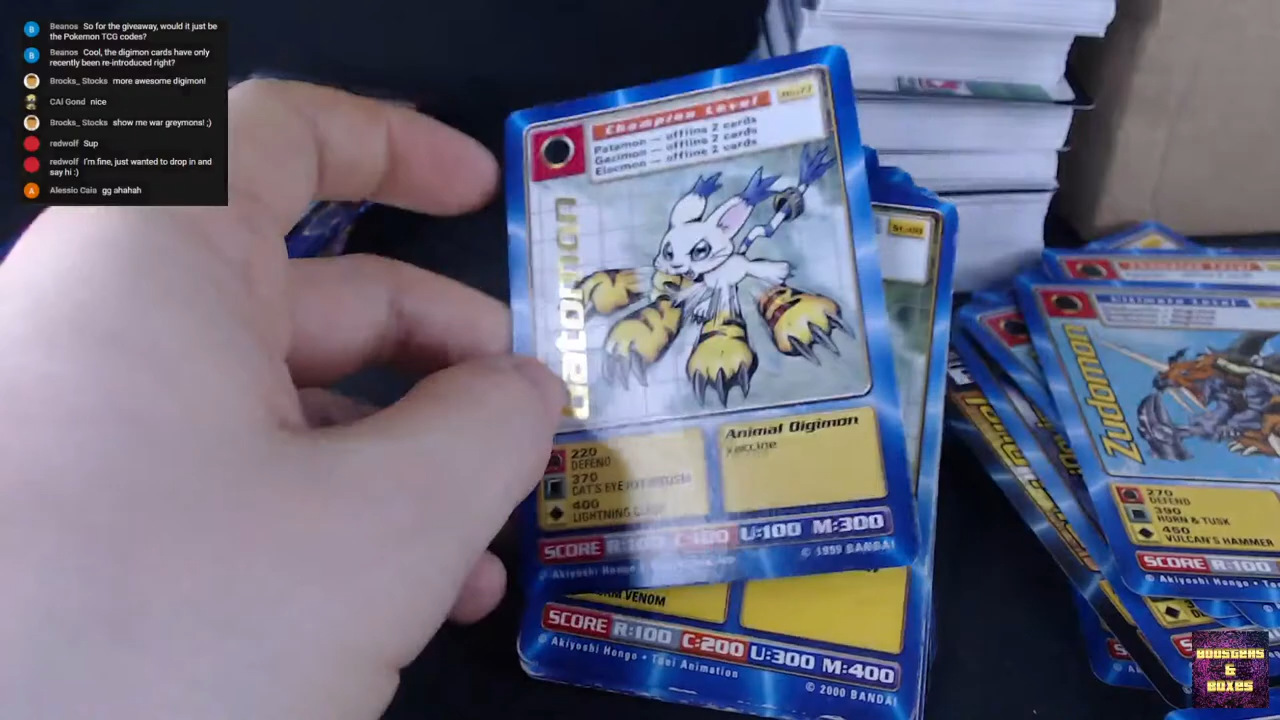 Beanos So for the giveaway, would it just be
the Pokemon TCG codes?
Beanos Cool, the digimon cards have only
recently been re-introduced right?
Brocks_Stocks more awesome digimon!
CAl Gond nice
Brocks_Stocks show me war greymons! ;)
redwolf Sup
redwolf I'm fine, just wanted to drop in and
say hi :)
Alessio Caia gg ahahah
Champion Level
Patamon — offline 2 cards
Gazimon — offline 2 cards
Elecmon — offline 2 cards
Gatomon
220
DEFEND
370
CAT'S EYE HYPNOTISM
400
LIGHTNING CLAW
Animal Digimon
vaccine
SCORE R:100 C:100 U:100 M:300
© Akiyoshi Hongo •
© 1999 BANDAI
VENOM
SCORE R:100 C:200 U:300 M:400
© Akiyoshi Hongo • Toei Animation
© 2000 BANDAI
Champion Level
Ultimate Level
Zudomon
270
DEFEND
390
HORN & TUSK
450
VULCAN'S HAMMER
SCORE R:100
© Akiyoshi Hongo •
BOOSTERS
&
BOXES